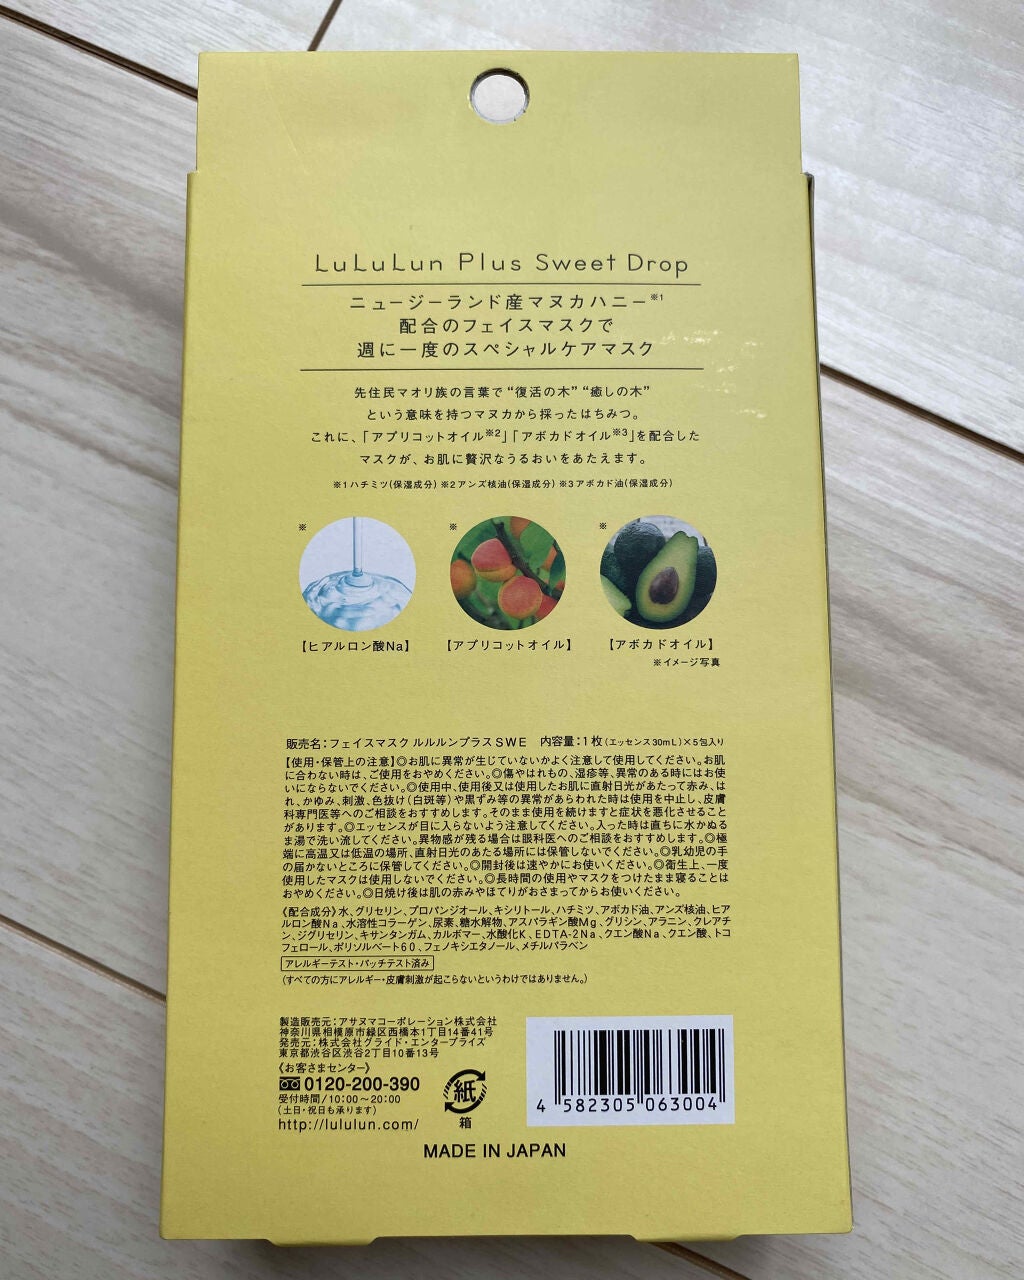 LuLuLun Plus Sweet Drop
ニュージーランド産マヌカハニー※1
配合のフェイスマスクで
週に一度のスペシャルケアマスク
先住民マオリ族の言葉で“復活の木”“癒しの木”
という意味を持つマヌカから採ったはちみつ。
これに、「アプリコットオイル※2」「アボカドオイル※3」を配合した
マスクが、お肌に贅沢なうるおいをあたえます。
※1ハチミツ(保湿成分) ※2アンズ核油(保湿成分) ※3アボカド油(保湿成分)
※ ※ ※
【ヒアルロン酸Na】 【アプリコットオイル】 【アボカドオイル】
※イメージ写真
販売名:フェイスマスク ルルルンプラスSWE 内容量:1枚(エッセンス30mL)×5包入り
【使用・保管上の注意】◎お肌に異常が生じていないかよく注意して使用してください。お肌
に合わない時は、ご使用をおやめください。◎傷やはれもの、湿疹等、異常のある時にはお使
いにならないでください。◎使用中、使用後又は使用したお肌に直射日光があたって赤み、は
れ、かゆみ、刺激、色抜け(白斑等)や黒ずみ等の異常があらわれた時は使用を中止し、皮膚
科専門医等へのご相談をおすすめします。そのまま使用を続けますと症状を悪化させること
があります。◎エッセンスが目に入らないよう注意してください。入った時は直ちに水かぬる
ま湯で洗い流してください。異物感が残る場合は眼科医へのご相談をおすすめします。◎極
端に高温又は低温の場所、直射日光のあたる場所には保管しないでください。◎乳幼児の手
の届かないところに保管してください。◎開封後は速やかにお使いください。◎衛生上、一度
使用したマスクは使用しないでください。◎長時間の使用やマスクをつけたまま寝ることは
おやめください。◎日焼け後は肌の赤みやほてりがおさまってからお使いください。
《配合成分》水、グリセリン、プロパンジオール、キシリトール、ハチミツ、アボカド油、アンズ核油、ヒア
ルロン酸Na、水溶性コラーゲン、尿素、糖水解物、アスパラギン酸Mg、グリシン、アラニン、クレアチ
ン、ジグリセリン、キサンタンガム、カルボマー、水酸化K、EDTA-2Na、クエン酸Na、クエン酸、トコ
フェロール、ポリソルベート60、フェノキシエタノール、メチルパラベン
アレルギーテスト・パッチテスト済み
(すべての方にアレルギー・皮膚刺激が起こらないというわけではありません。)
製造販売元:アサヌマコーポレーション株式会社
神奈川県相模原市緑区西橋本1丁目14番41号
発売元:株式会社グライド・エンタープライズ
東京都渋谷区渋谷2丁目10番13号
《お客さまセンター》
0120-200-390
受付時間/10:00~20:00
(土日・祝日も承ります)
http://lululun.com/
紙
箱
4 582305 063004
MADE IN JAPAN